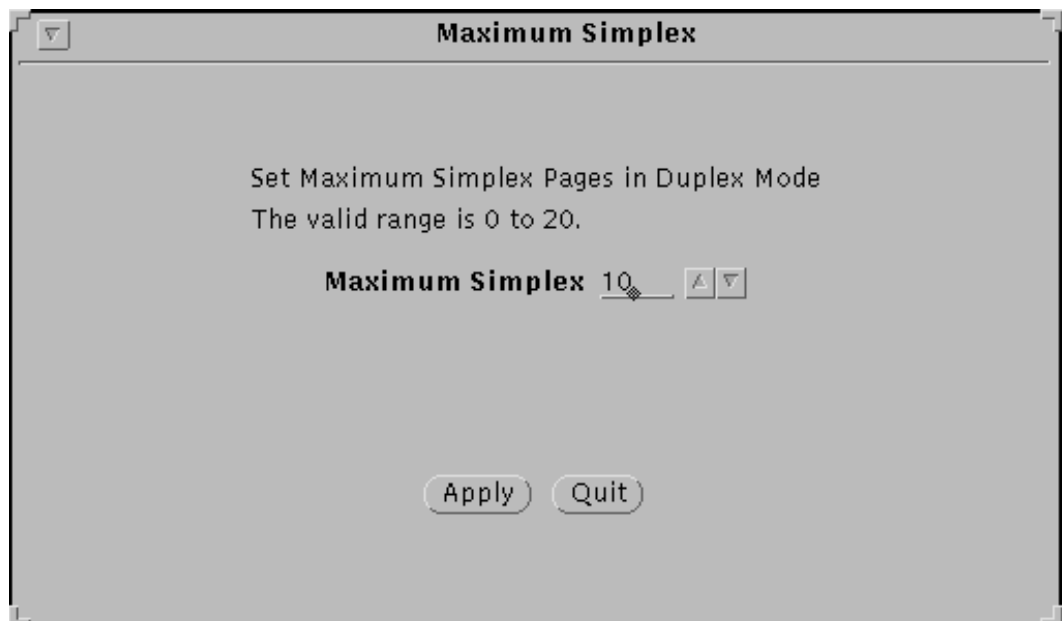 Maximum Simplex
Set Maximum Simplex Pages in Duplex Mode
The valid range is 0 to 20.
Maximum Simplex 10
Apply Quit